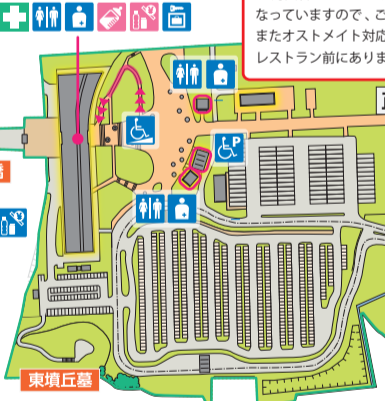 なっていますので、ご
またオストメイト対応
レストラン前にありま
P
東墳丘墓